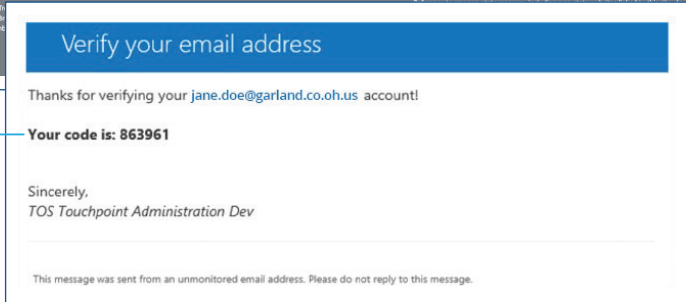 Verify your email address
Thanks for verifying your jane.doe@garland.co.oh.us account!
Your code is: 863961
Sincerely,
TOS Touchpoint Administration Dev
This message was sent from an unmonitored email address. Please do not reply to this message.